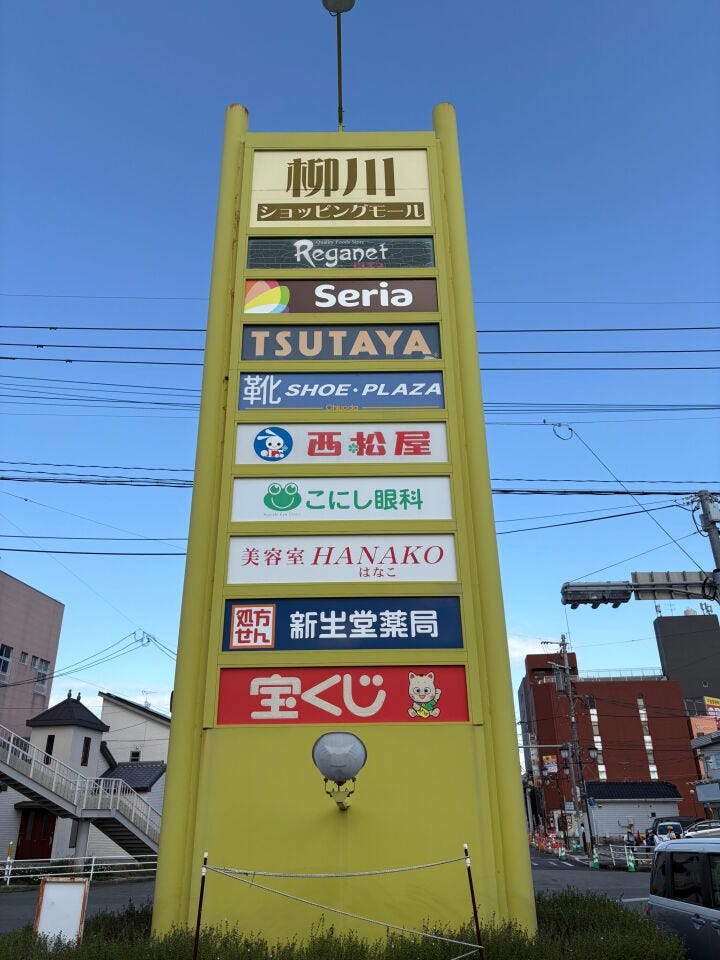 柳川
ショッピングモール
Quality Foods Store
Reganet
Seria
TSUTAYA
靴 SHOE・PLAZA
Chiyoda
西松屋
こにし眼科
美容室 HANAKO
はなこ
処方せん 新生堂薬局
宝くじ